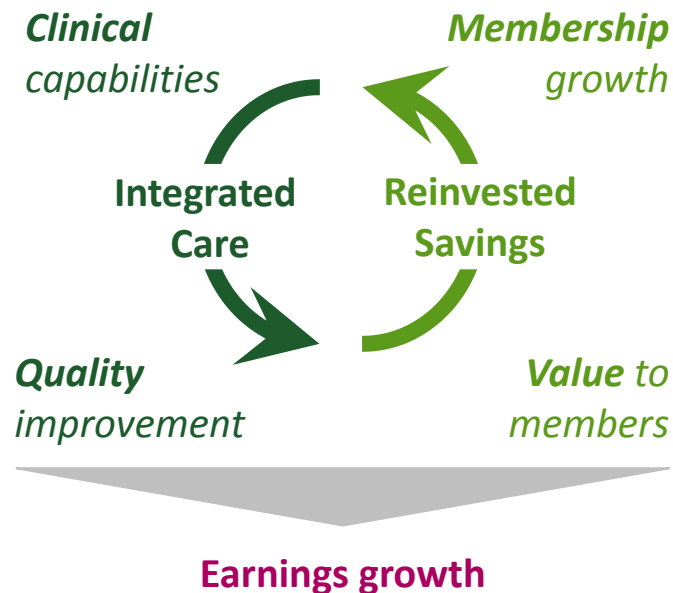 Clinical
capabilities
Membership
growth
Integrated
Care
Reinvested
Savings
Quality
improvement
Value to
members
Earnings growth